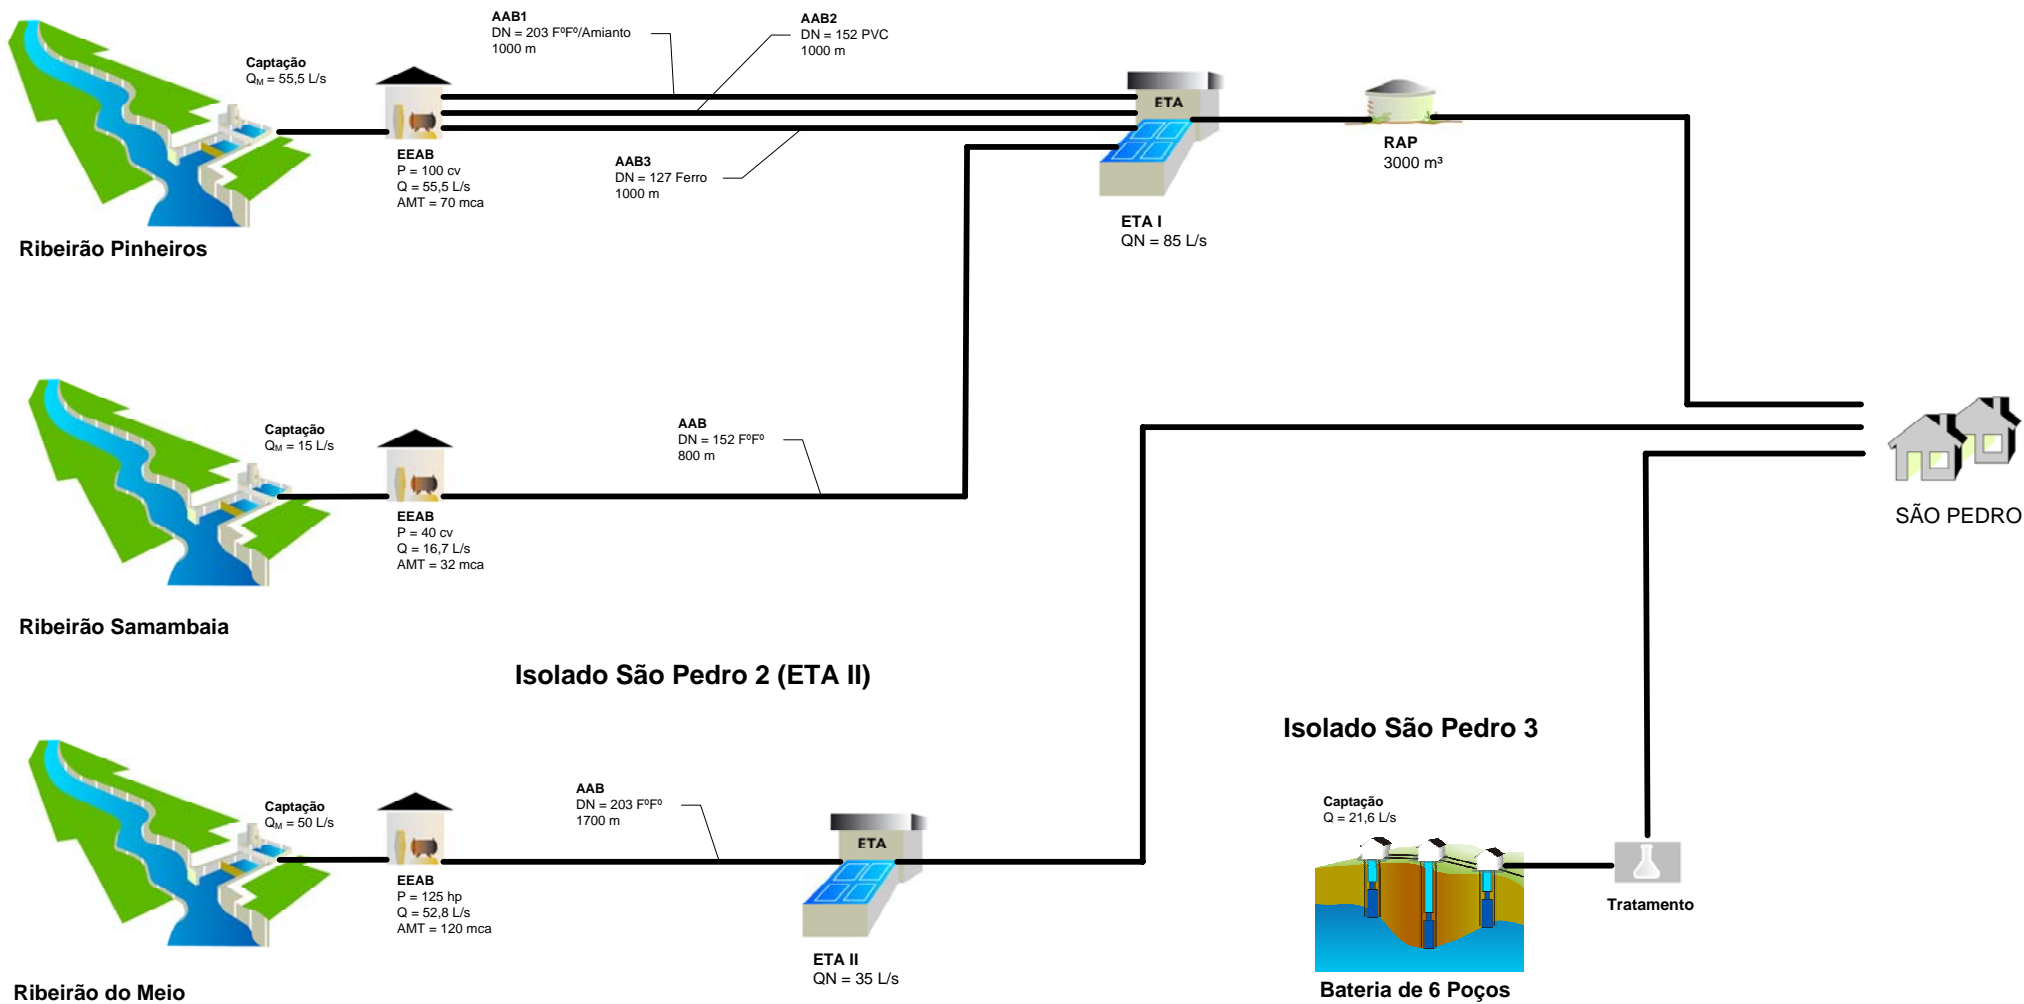 AAB1
DN = 203 FºFº/Amianto
1000 m
AAB2
DN = 152 PVC
1000 m
Captação
QM = 55,5 L/s
ETA
EEAB
P = 100 cv
Q = 55,5 L/s
AMT = 70 mca
AAB3
DN = 127 Ferro
1000 m
RAP
3000 m³
ETA I
QN = 85 L/s
Ribeirão Pinheiros
Captação
QM = 15 L/s
AAB
DN = 152 FºFº
800 m
EEAB
P = 40 cv
Q = 16,7 L/s
AMT = 32 mca
SÃO PEDRO
Ribeirão Samambaia
Isolado São Pedro 2 (ETA II)
Isolado São Pedro 3
Captação
QM = 50 L/s
AAB
DN = 203 FºFº
1700 m
ETA
Captação
Q = 21,6 L/s
EEAB
P = 125 hp
Q = 52,8 L/s
AMT = 120 mca
Tratamento
ETA II
QN = 35 L/s
Ribeirão do Meio
Bateria de 6 Poços